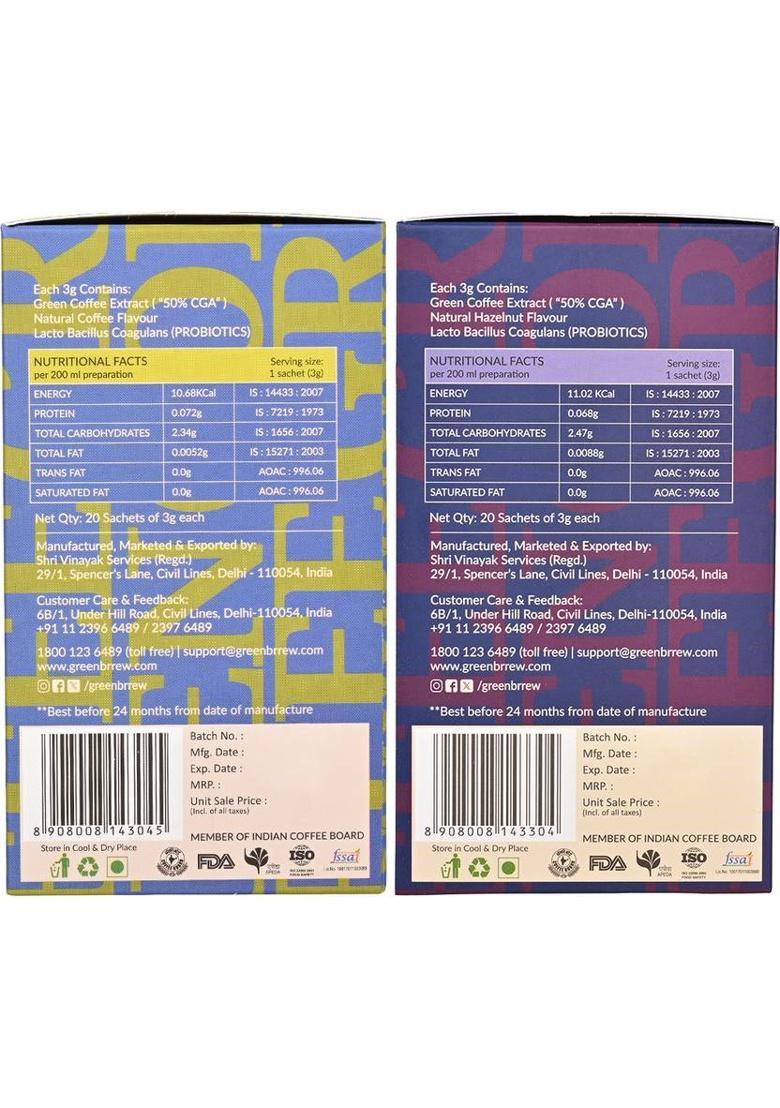 Each 3g Contains:
Green Coffee Extract ( “50% CGA” )
Natural Coffee Flavour
Lacto Bacillus Coagulans (PROBIOTICS)
NUTRITIONAL FACTS Serving size:
per 200 ml preparation 1 sachet (3g)
ENERGY 10.68KCal IS : 14433 : 2007
PROTEIN 0.072g IS : 7219 : 1973
TOTAL CARBOHYDRATES 2.34g IS : 1656 : 2007
TOTAL FAT 0.0052g IS : 15271 : 2003
TRANS FAT 0.0g AOAC : 996.06
SATURATED FAT 0.0g AOAC : 996.06
Net Qty: 20 Sachets of 3g each
Manufactured, Marketed & Exported by:
Shri Vinayak Services (Regd.)
29/1, Spencer's Lane, Civil Lines, Delhi - 110054, India
Customer Care & Feedback:
6B/1, Under Hill Road, Civil Lines, Delhi-110054, India
+91 11 2396 6489 / 2397 6489
1800 123 6489 (toll free) | support@greenbrrew.com
www.greenbrrew.com
/greenbrrew
**Best before 24 months from date of manufacture
Batch No. :
Mfg. Date :
Exp. Date :
MRP. :
Unit Sale Price :
(Incl. of all taxes)
8 908008 143045
MEMBER OF INDIAN COFFEE BOARD
Store in Cool & Dry Place
FDA
APEDA
ISO
fssai
Each 3g Contains:
Green Coffee Extract ( “50% CGA” )
Natural Hazelnut Flavour
Lacto Bacillus Coagulans (PROBIOTICS)
NUTRITIONAL FACTS Serving size:
per 200 ml preparation 1 sachet (3g)
ENERGY 11.02 KCal IS : 14433 : 2007
PROTEIN 0.068g IS : 7219 : 1973
TOTAL CARBOHYDRATES 2.47g IS : 1656 : 2007
TOTAL FAT 0.0088g IS : 15271 : 2003
TRANS FAT 0.0g AOAC : 996.06
SATURATED FAT 0.0g AOAC : 996.06
Net Qty: 20 Sachets of 3g each
Manufactured, Marketed & Exported by:
Shri Vinayak Services (Regd.)
29/1, Spencer's Lane, Civil Lines, Delhi - 110054, India
Customer Care & Feedback:
6B/1, Under Hill Road, Civil Lines, Delhi-110054, India
+91 11 2396 6489 / 2397 6489
1800 123 6489 (toll free) | support@greenbrrew.com
www.greenbrrew.com
/greenbrrew
**Best before 24 months from date of manufacture
Batch No. :
Mfg. Date :
Exp. Date :
MRP. :
Unit Sale Price :
(Incl. of all taxes)
8 908008 143304
MEMBER OF INDIAN COFFEE BOARD
Store in Cool & Dry Place
FDA
APEDA
ISO
fssai